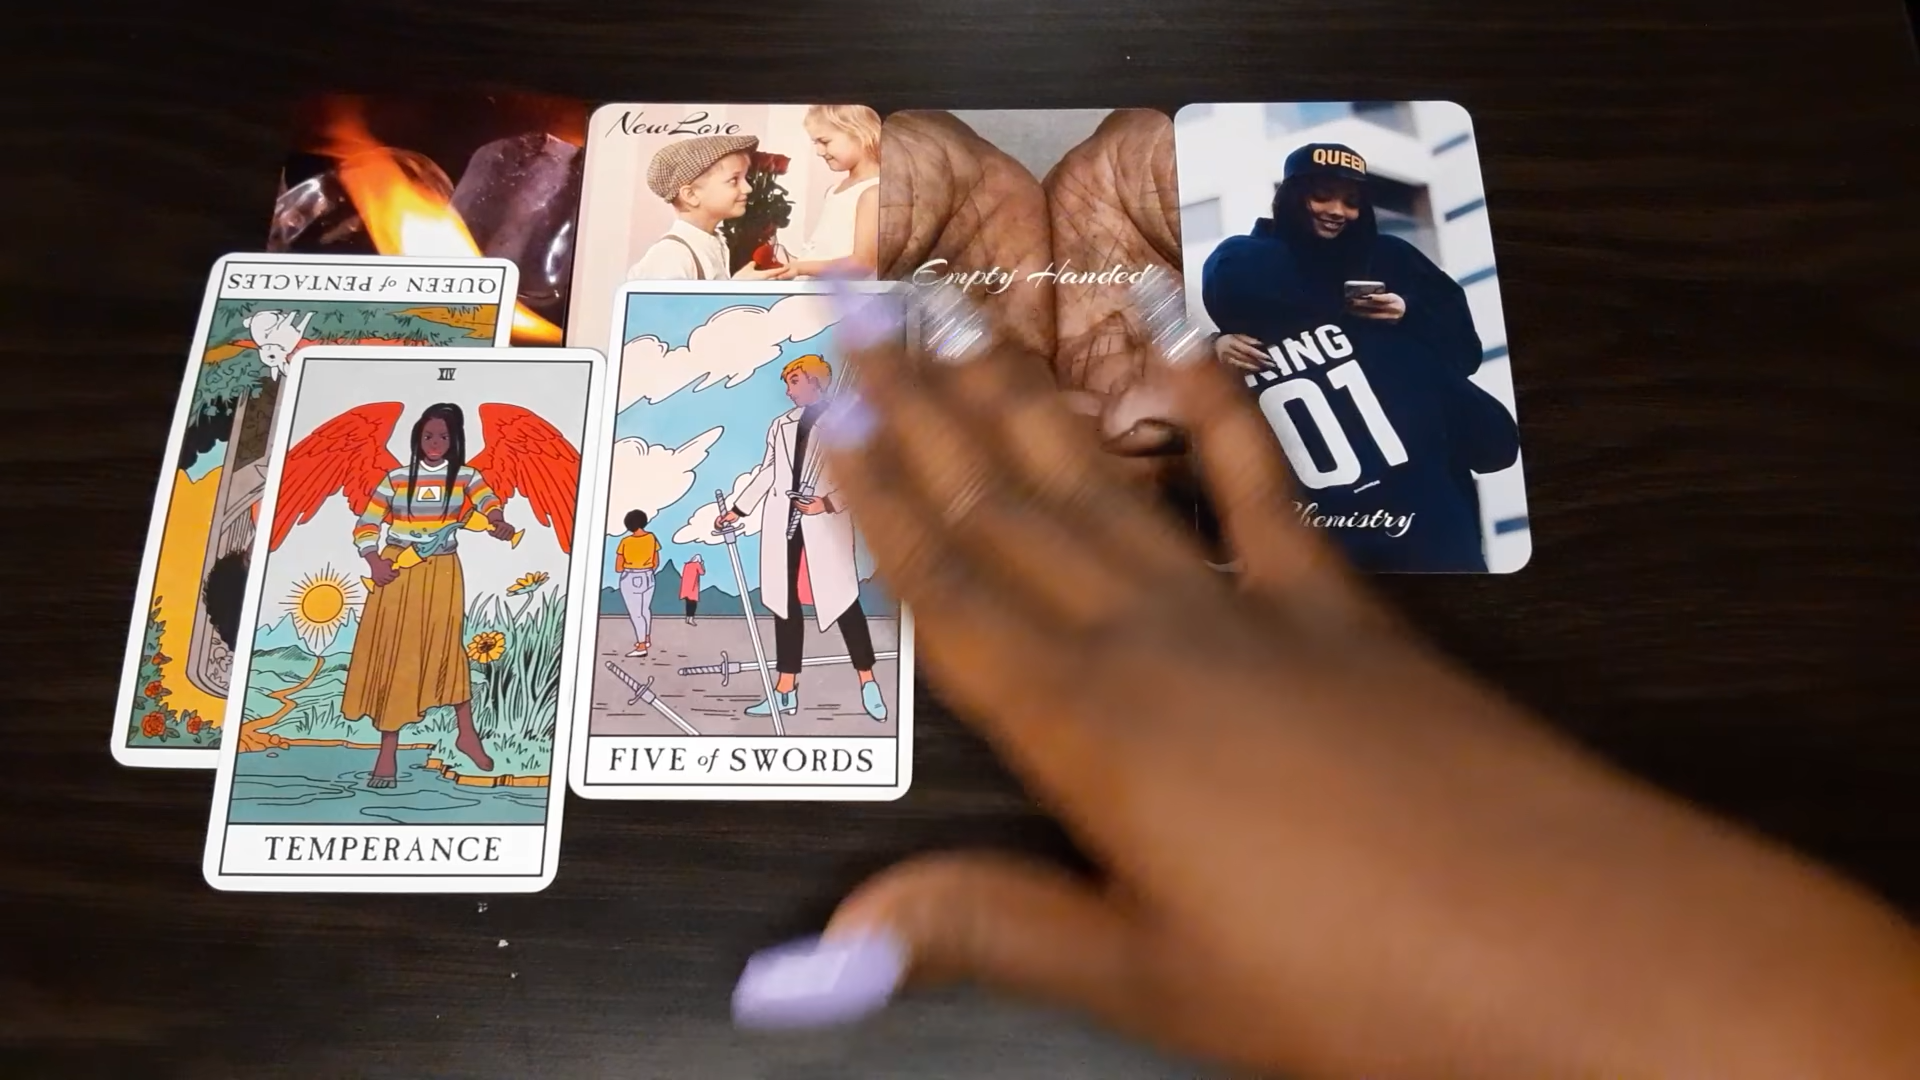 New Love
Empty Handed
QUEEN
KING
01
Chemistry
QUEEN of PENTACLES
XIV
TEMPERANCE
FIVE of SWORDS